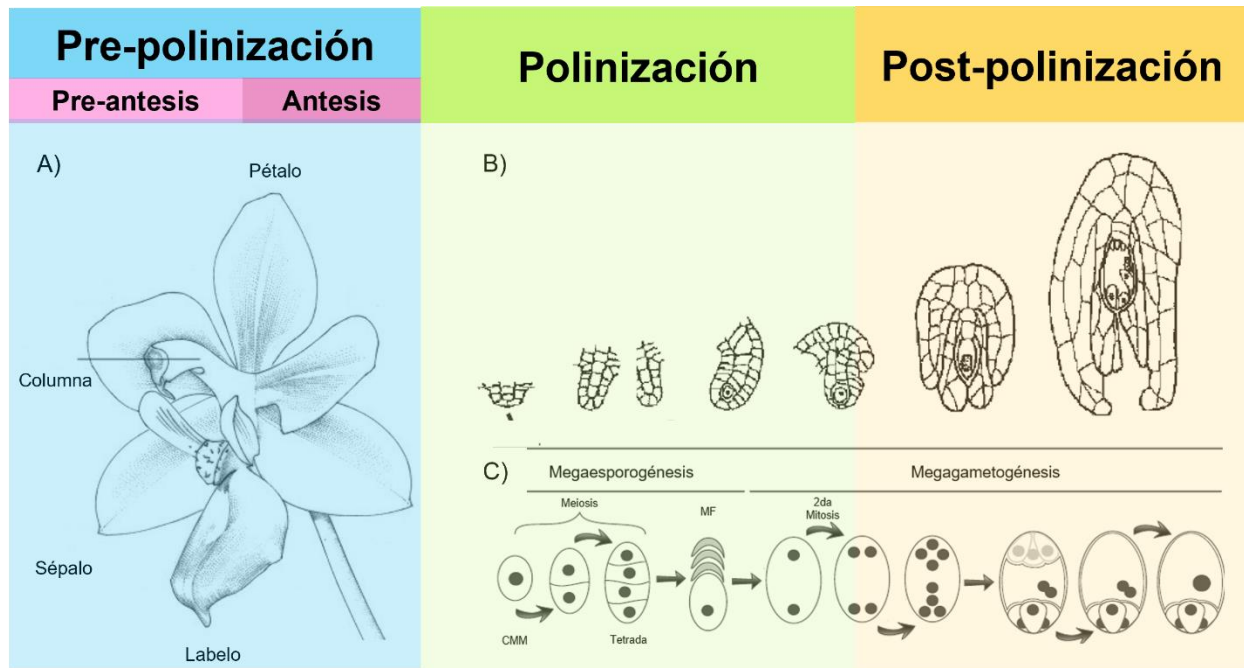 Pre-polinización
Polinización
Post-polinización
Pre-antesis
Antesis
A)
Pétalo
Columna
Sépalo
Labelo
B)
C)
Megaesporogénesis
Megagametogénesis
Meiosis
MF
2da
Mitosis
CMM
Tetrada